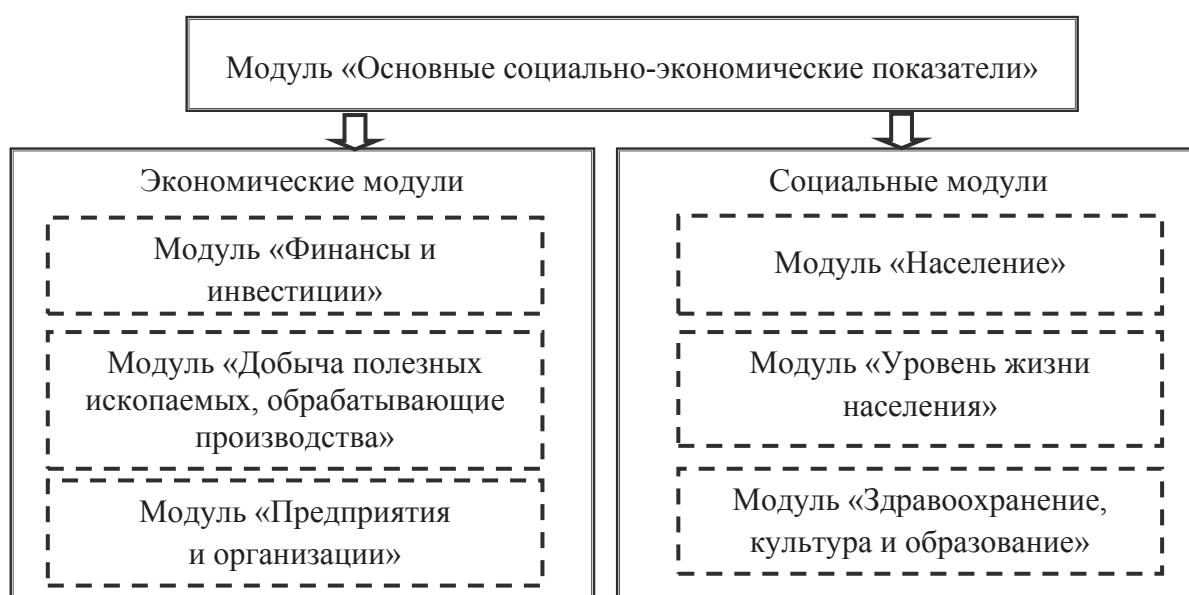 Модуль «Основные социально-экономические показатели»
Экономические модули
Модуль «Финансы и
инвестиции»
Модуль «Добыча полезных
ископаемых, обрабатывающие
производства»
Модуль «Предприятия
и организации»
Социальные модули
Модуль «Население»
Модуль «Уровень жизни
населения»
Модуль «Здравоохранение,
культура и образование»